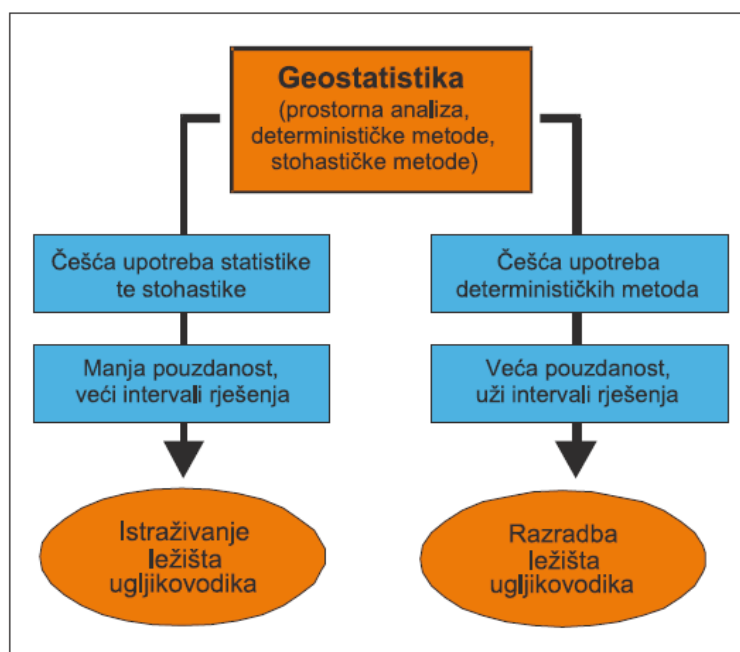 Geostatistika
(prostorna analiza,
determinističke metode,
stohastičke metode)
Češća upotreba statistike
te stohastike
Manja pouzdanost,
veći intervali rješenja
Istraživanje
ležišta
ugljikovodika
Češća upotreba
determinističkih metoda
Veća pouzdanost,
uži intervali rješenja
Razradba
ležišta
ugljikovodika